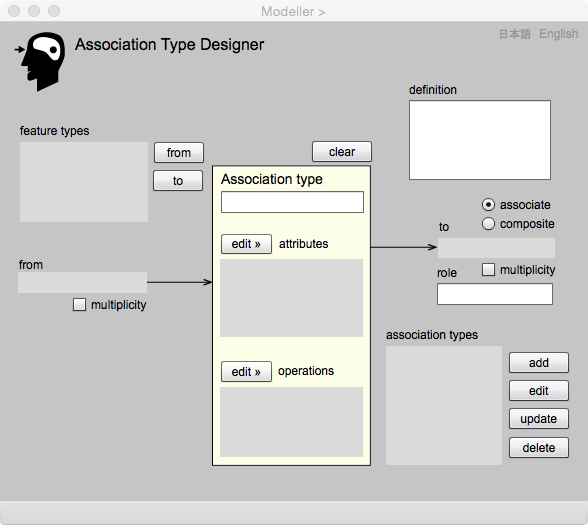 Modeller >
日本語 English
Association Type Designer
definition
feature types
from
to
clear
Association type
associate
composite
to
edit » attributes
from
multiplicity
multiplicity
role
association types
edit » operations
add
edit
update
delete